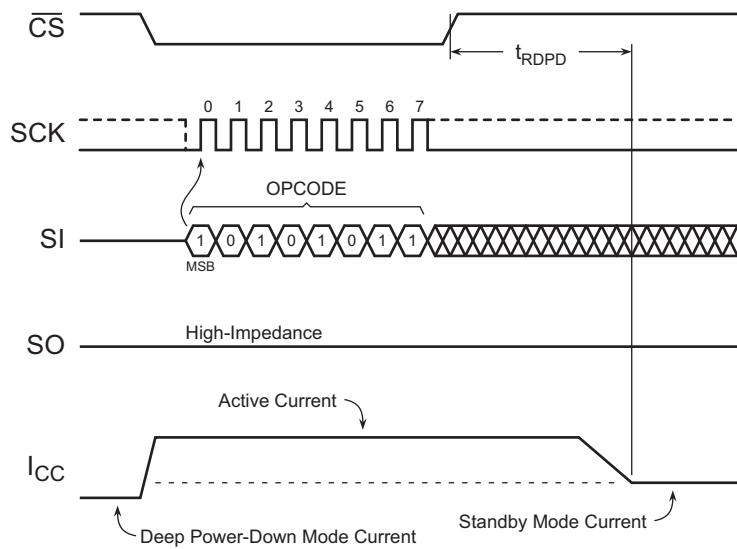 CS
tRDPD
0 1 2 3 4 5 6 7
SCK
OPCODE
SI
1 0 1 0 1 0 1 1
MSB
High-Impedance
SO
Active Current
ICC
Standby Mode Current
Deep Power-Down Mode Current